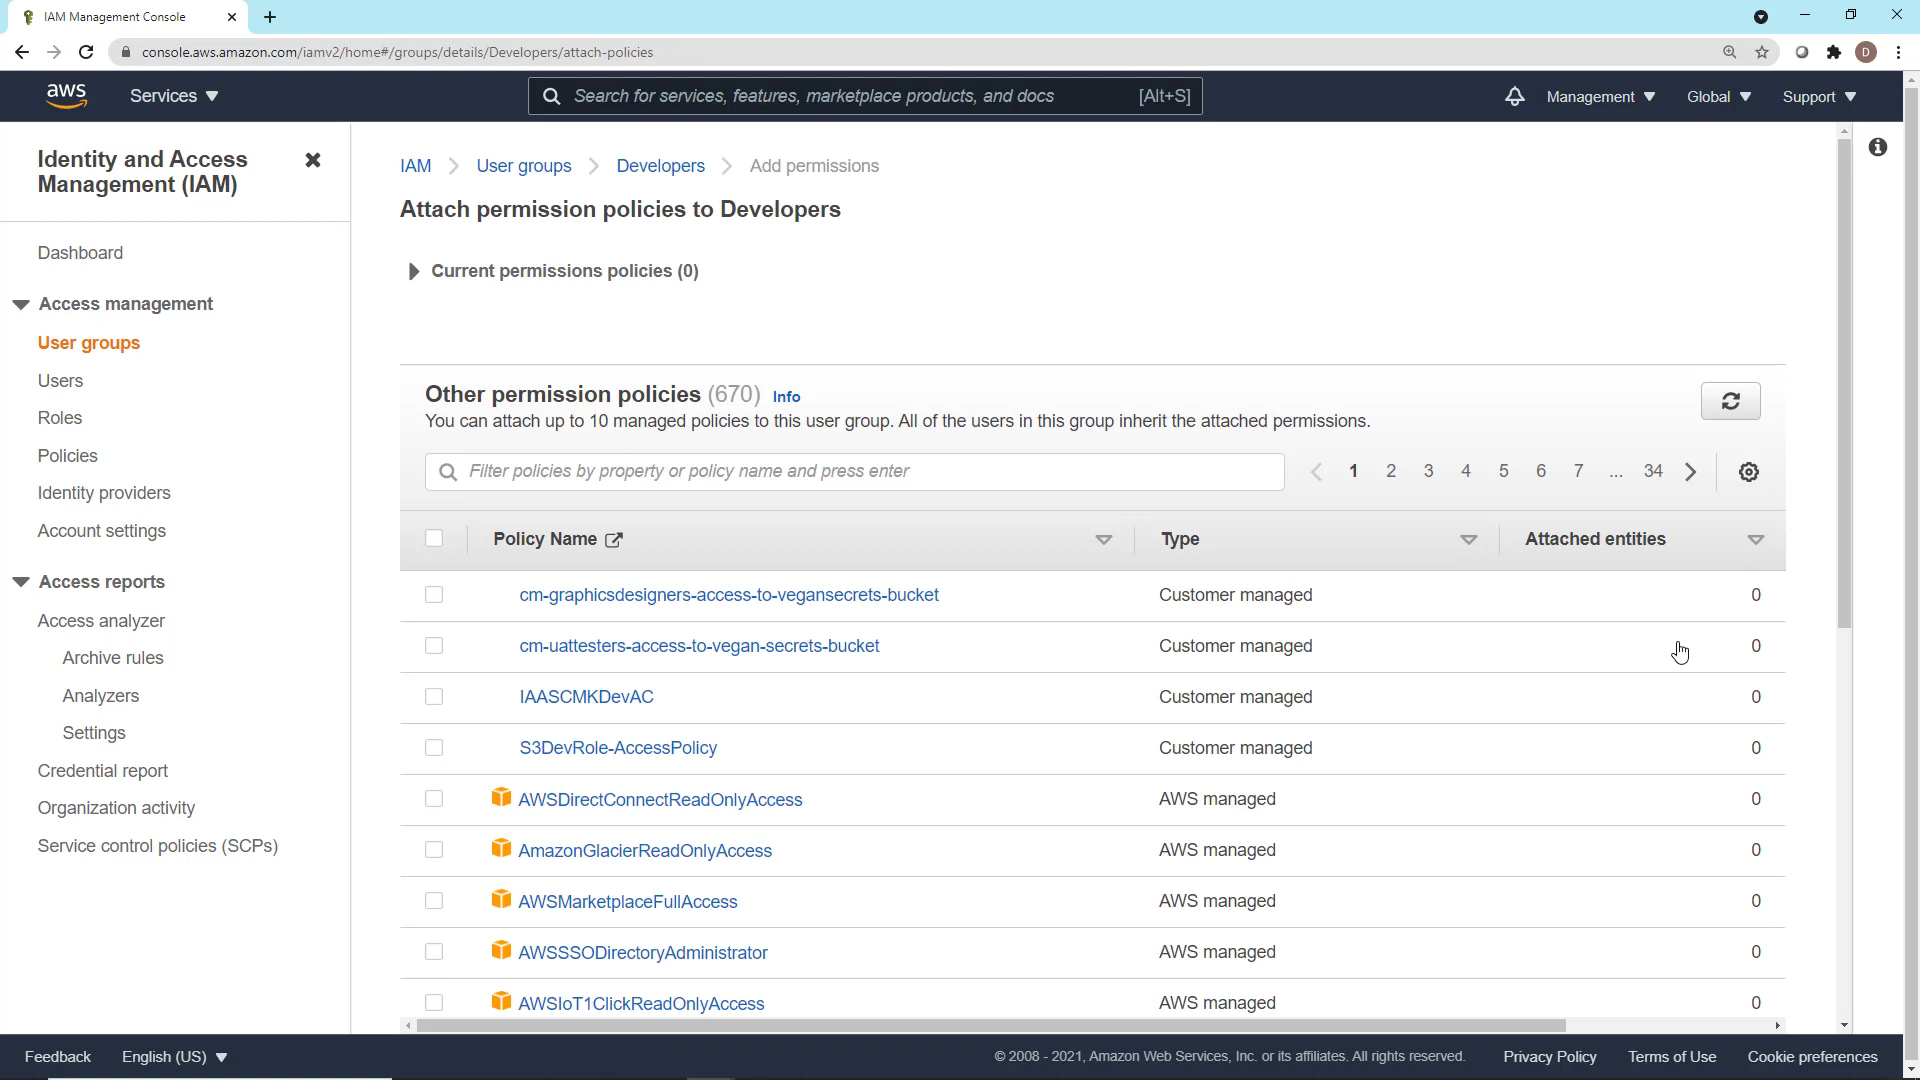 IAM Management Console
console.aws.amazon.com/iamv2/home#/groups/details/Developers/attach-policies
D
aws
Services
Search for services, features, marketplace products, and docs [Alt+S]
Management
Global
Support
Identity and Access
Management (IAM)
Dashboard
Access management
User groups
Users
Roles
Policies
Identity providers
Account settings
Access reports
Access analyzer
Archive rules
Analyzers
Settings
Credential report
Organization activity
Service control policies (SCPs)
IAM User groups Developers Add permissions
Attach permission policies to Developers
Current permissions policies (0)
Other permission policies (670) Info
You can attach up to 10 managed policies to this user group. All of the users in this group inherit the attached permissions.
Filter policies by property or policy name and press enter
1 2 3 4 5 6 7 ... 34
Policy Name Type Attached entities
cm-graphicsdesigners-access-to-vegansecrets-bucket Customer managed 0
cm-uattesters-access-to-vegan-secrets-bucket Customer managed 0
IAASCMKDevAC Customer managed 0
S3DevRole-AccessPolicy Customer managed 0
AWSDirectConnectReadOnlyAccess AWS managed 0
AmazonGlacierReadOnlyAccess AWS managed 0
AWSMarketplaceFullAccess AWS managed 0
AWSSSODirectoryAdministrator AWS managed 0
AWSIoT1ClickReadOnlyAccess AWS managed 0
Feedback English (US) © 2008 - 2021, Amazon Web Services, Inc. or its affiliates. All rights reserved. Privacy Policy Terms of Use Cookie preferences